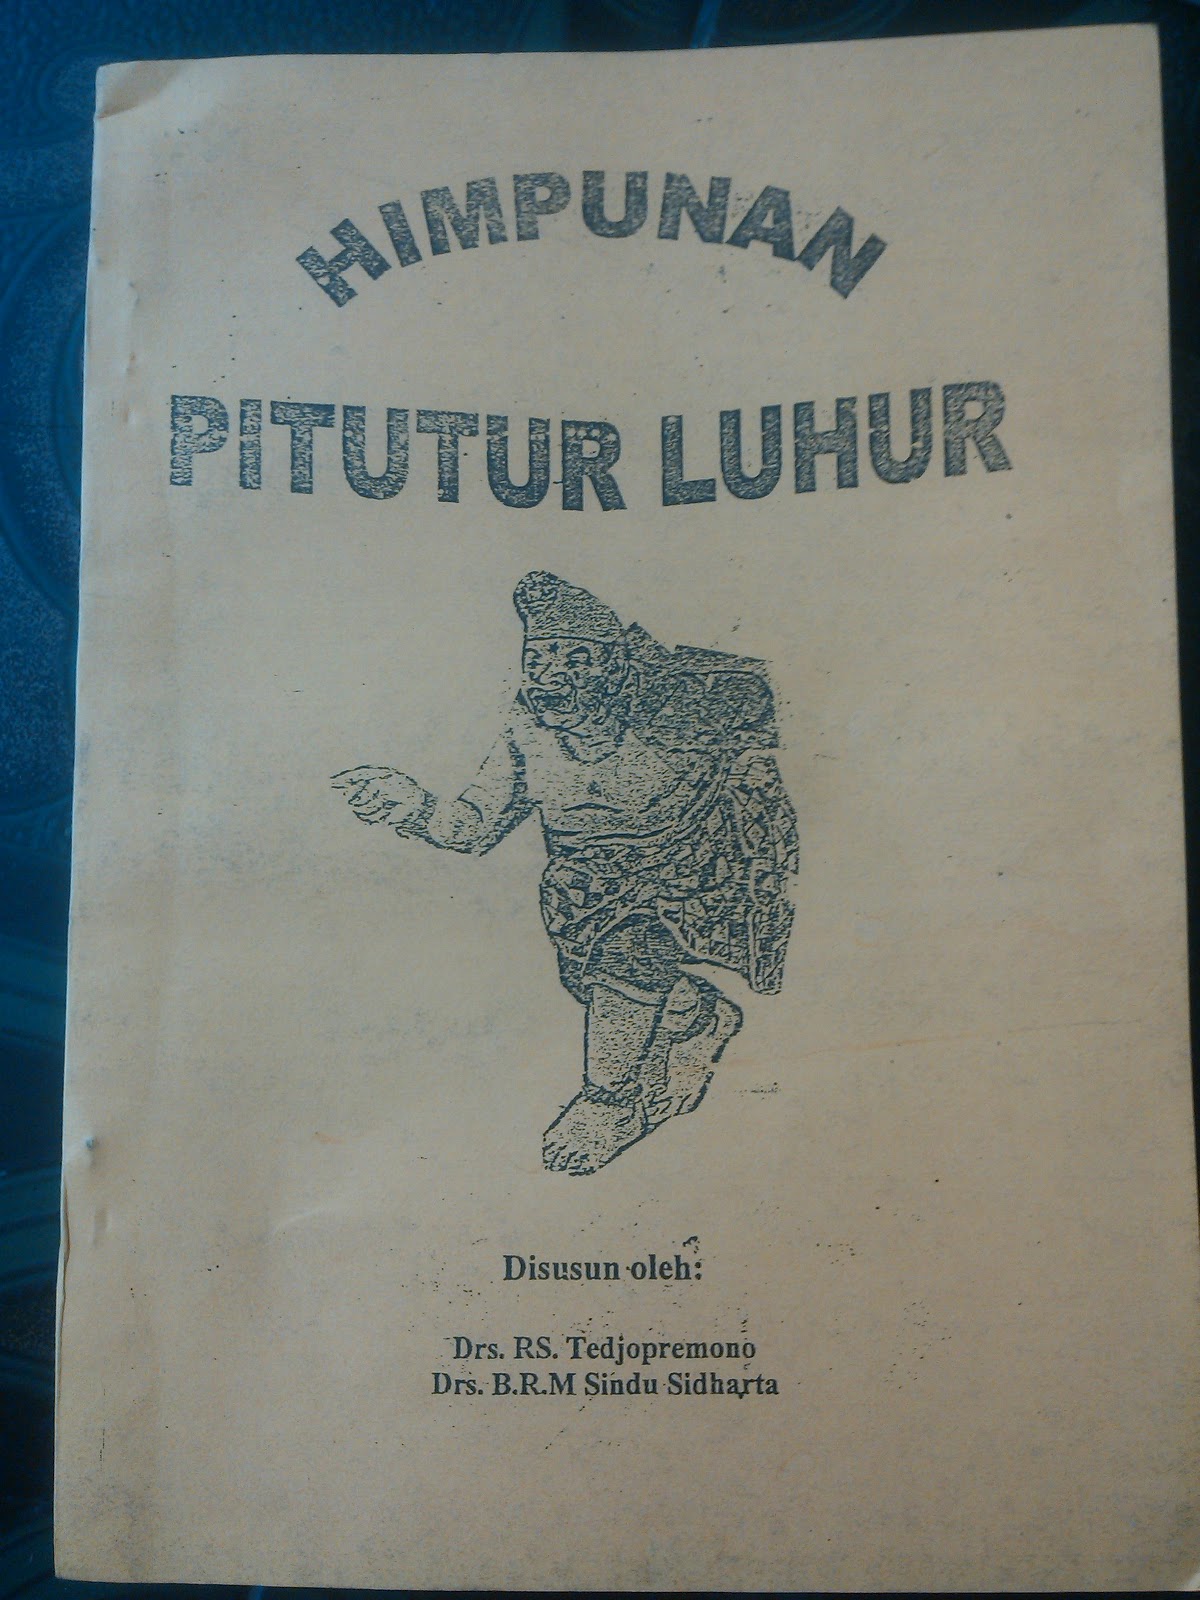 HIMPUNAN
PITUTUR LUHUR
Disusun oleh:
Drs. RS. Tedjopremono
Drs. B.R.M Sindu Sidharta